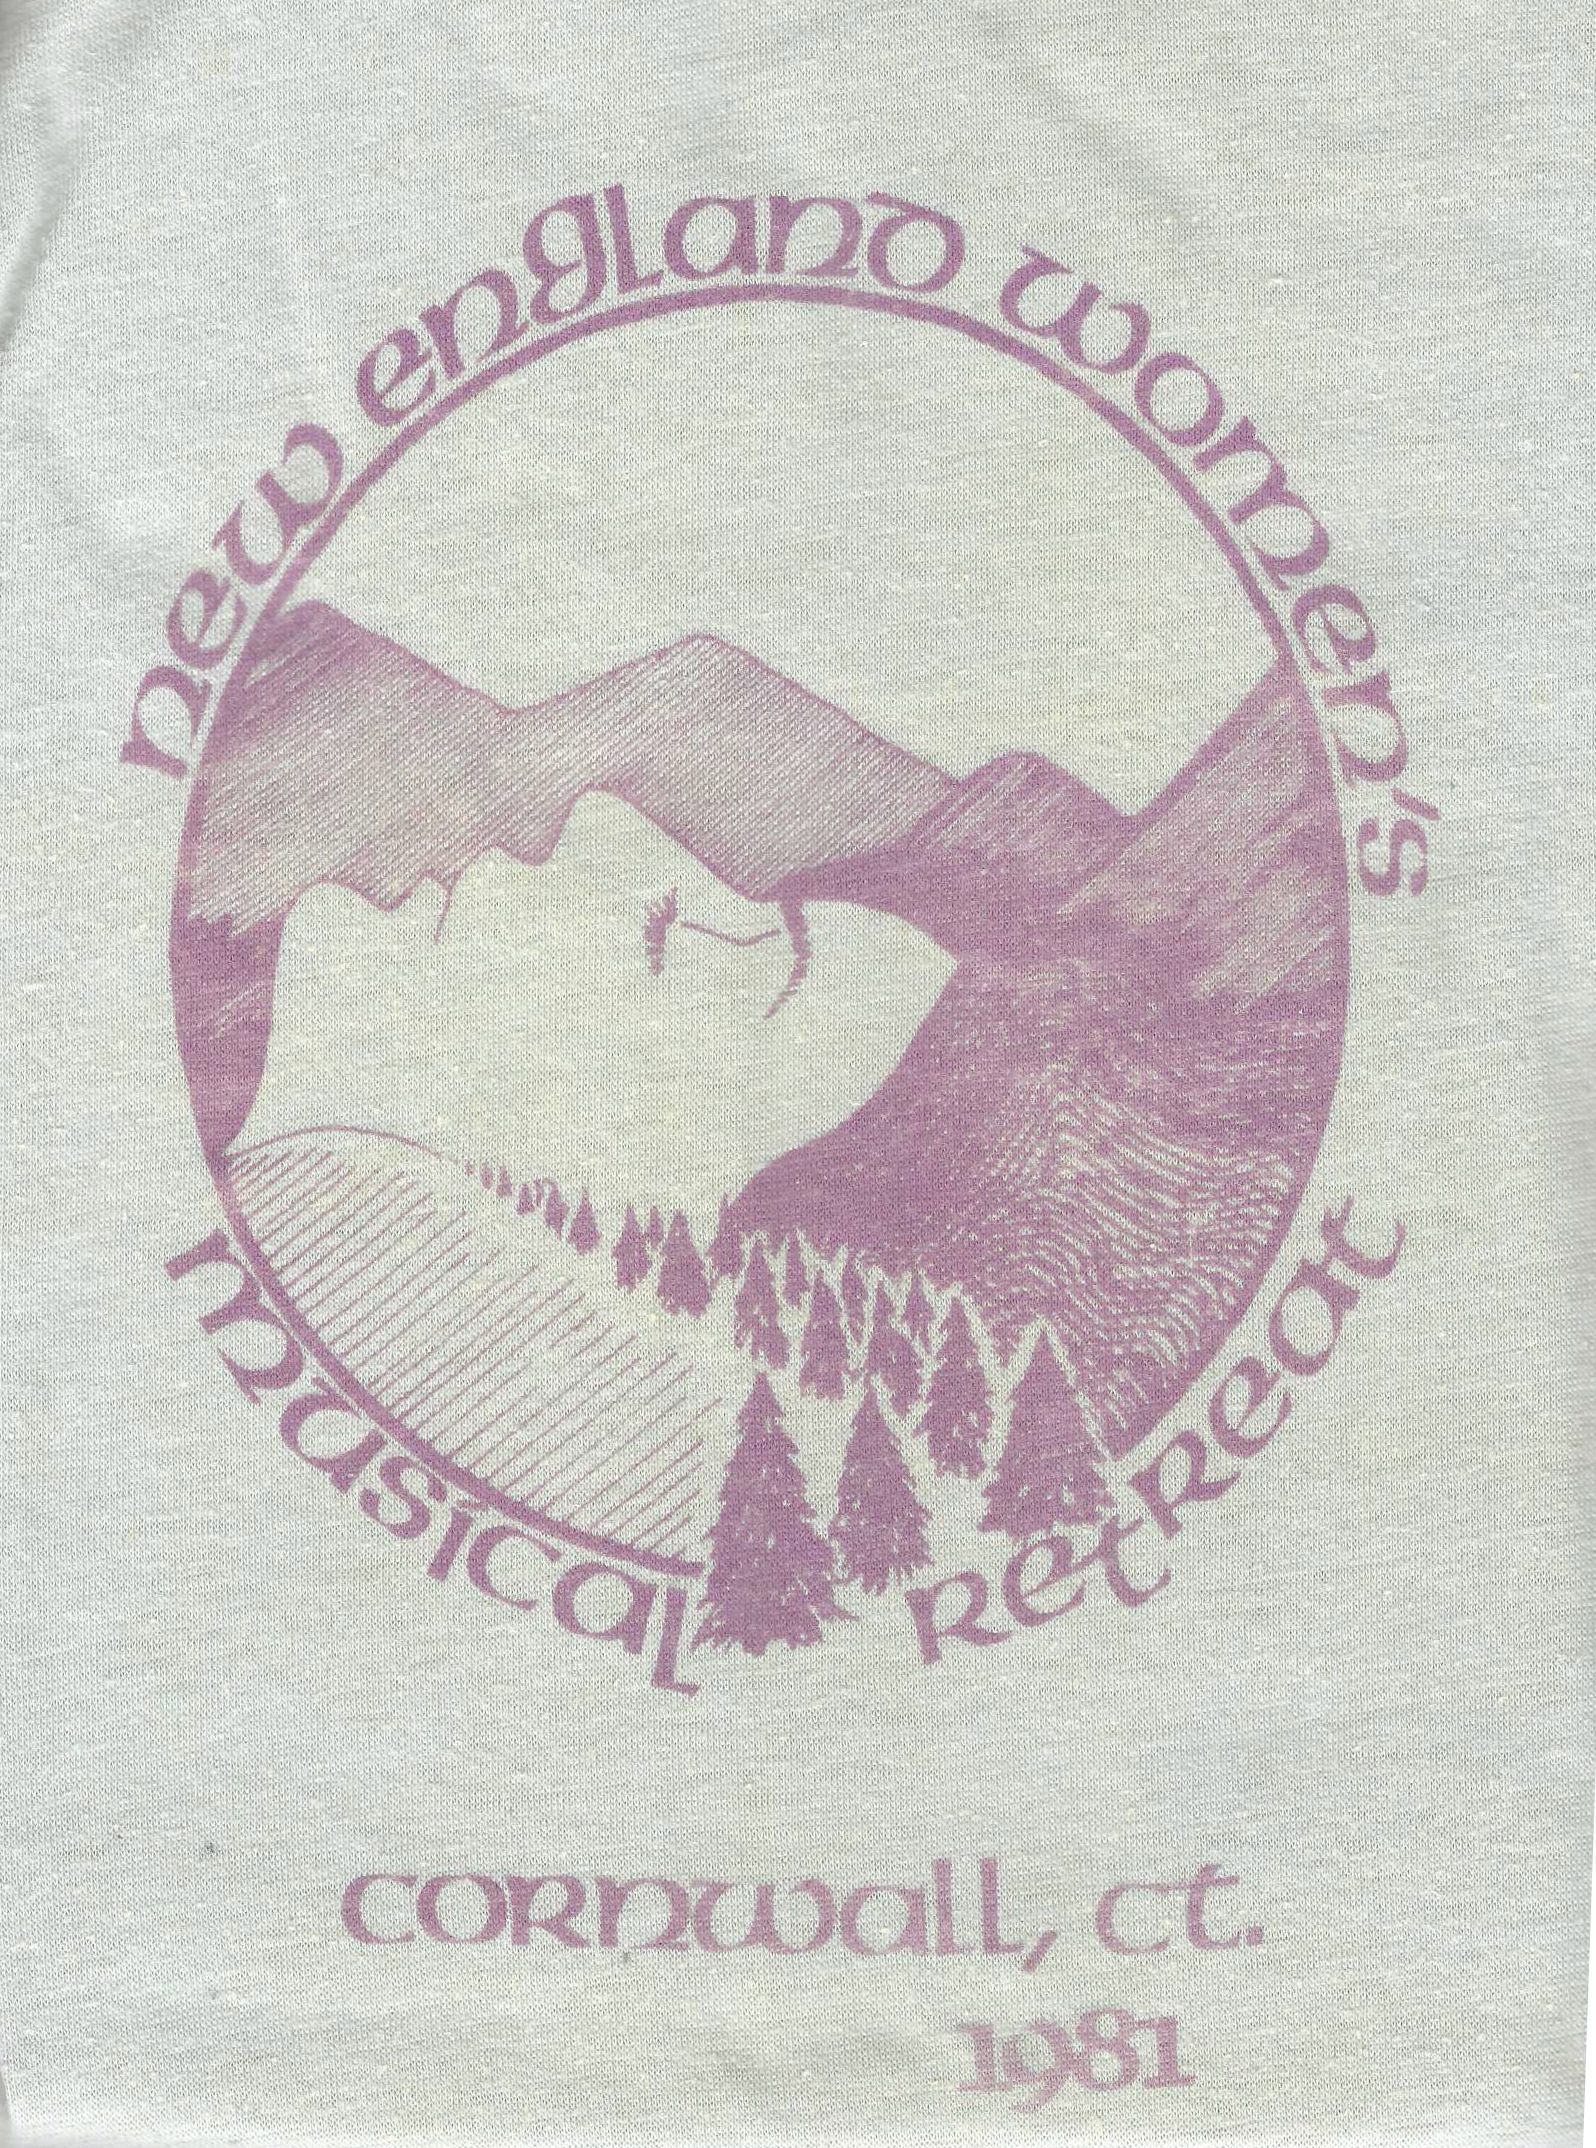 new england women's
musical retreat
cornwall, ct.
1981